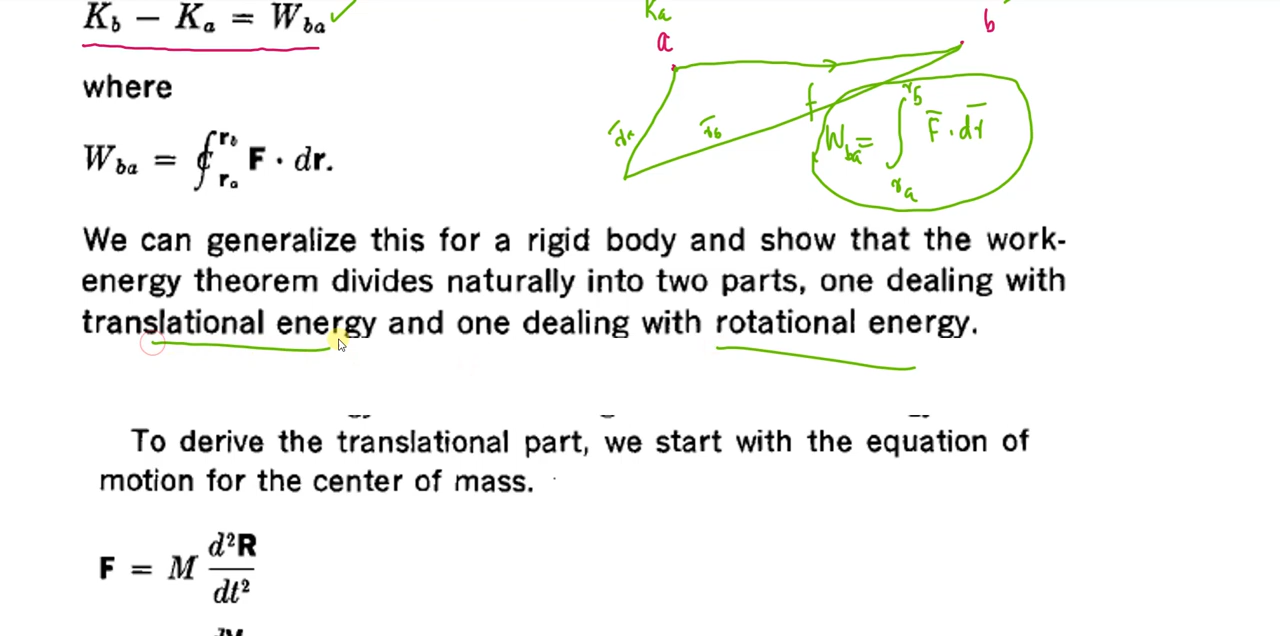 K_b − K_a = W_ba ✓
K_a
a
b
where
W_ba = ∮_{r_a}^{r_b} F · dr.
f
W_ba = ∫_{r_a}^{r_b} F̄ · dr̄
We can generalize this for a rigid body and show that the work-
energy theorem divides naturally into two parts, one dealing with
translational energy and one dealing with rotational energy.
To derive the translational part, we start with the equation of
motion for the center of mass.
F = M d²R/dt²